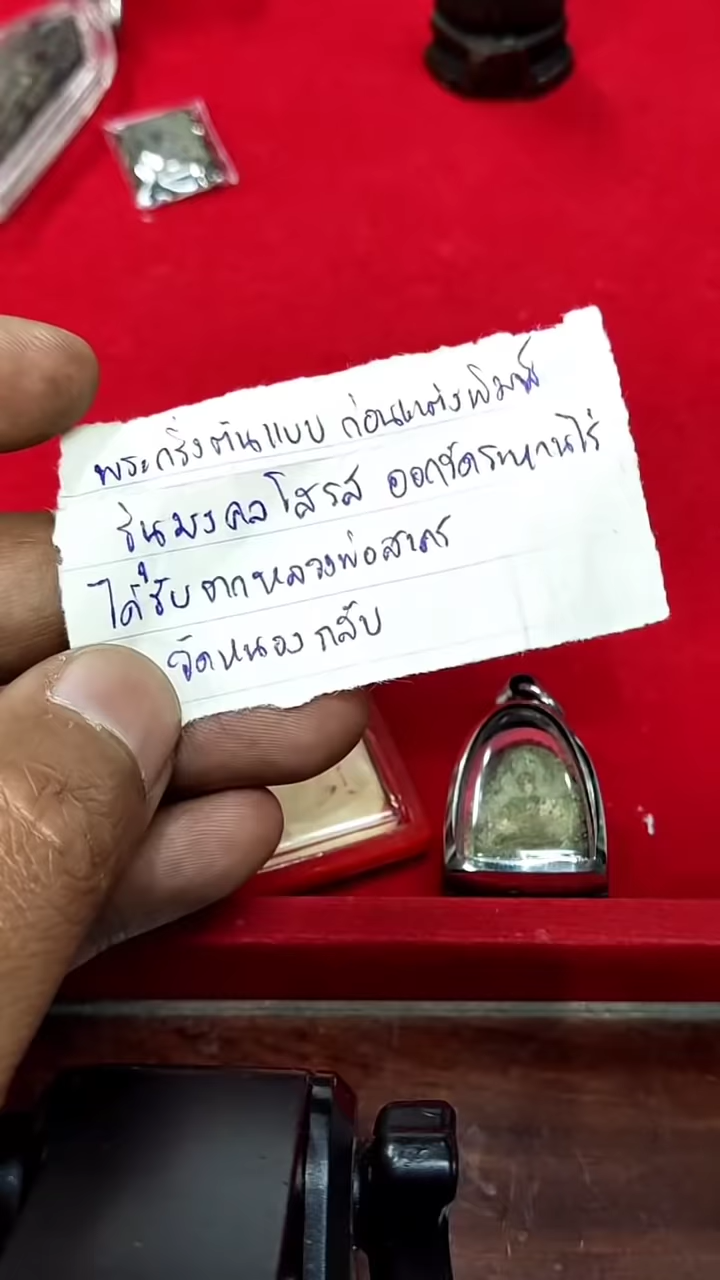 พระกริ่งต้นแบบ ก่อนแต่งพิมพ์
รุ่นมงคลโสรส ออกวัดระหารไร่
ได้รับจากหลวงพ่อสาคร
วัดหนองกลับ